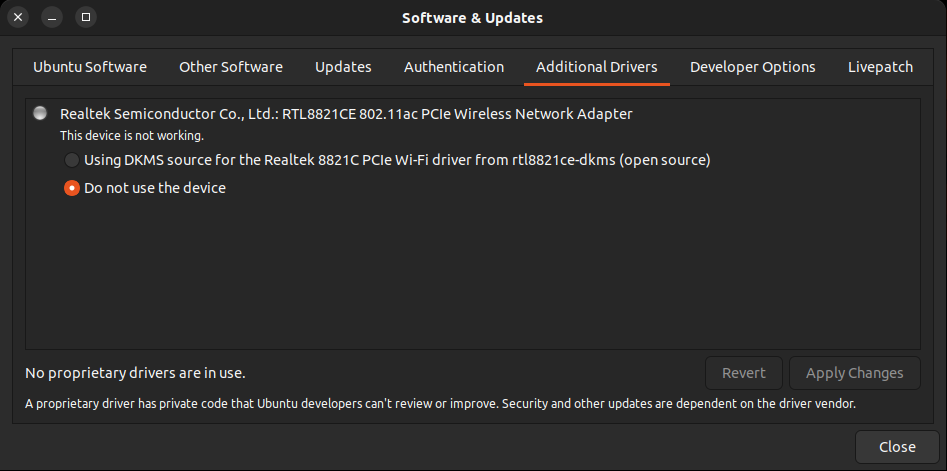 Software & Updates
Ubuntu Software Other Software Updates Authentication Additional Drivers Developer Options Livepatch
Realtek Semiconductor Co., Ltd.: RTL8821CE 802.11ac PCIe Wireless Network Adapter
This device is not working.
Using DKMS source for the Realtek 8821C PCIe Wi-Fi driver from rtl8821ce-dkms (open source)
Do not use the device
No proprietary drivers are in use. Revert Apply Changes
A proprietary driver has private code that Ubuntu developers can't review or improve. Security and other updates are dependent on the driver vendor.
Close